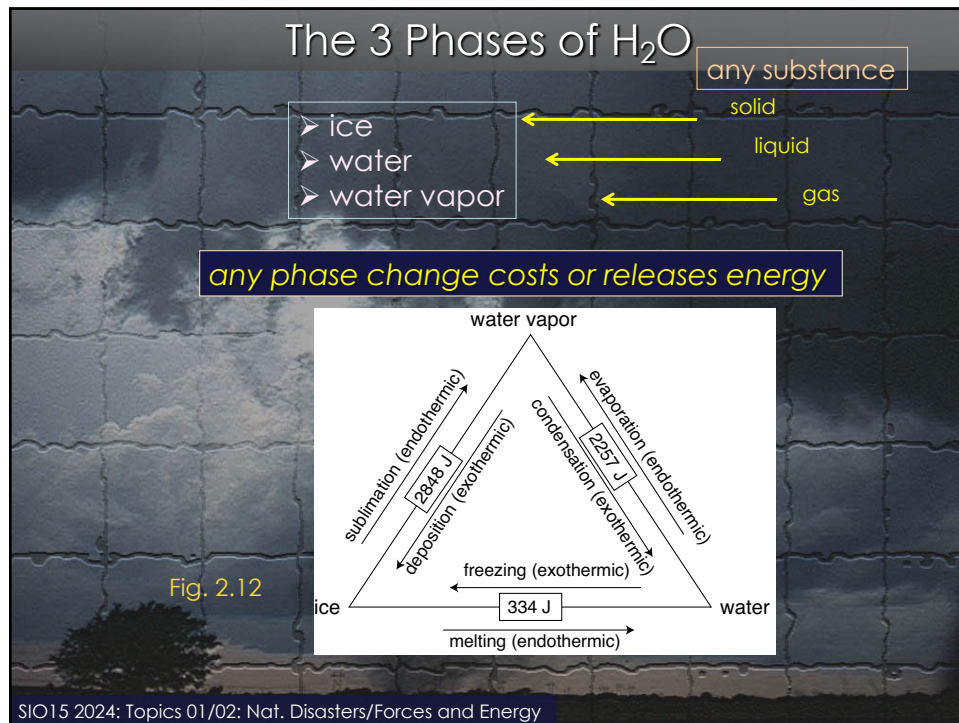 The 3 Phases of H₂O
any substance
➢ ice
➢ water
➢ water vapor
solid
liquid
gas
any phase change costs or releases energy
water vapor
sublimation (endothermic)
2848 J
deposition (exothermic)
condensation (exothermic)
2257 J
evaporation (endothermic)
freezing (exothermic)
ice
334 J
water
melting (endothermic)
Fig. 2.12
SIO15 2024: Topics 01/02: Nat. Disasters/Forces and Energy